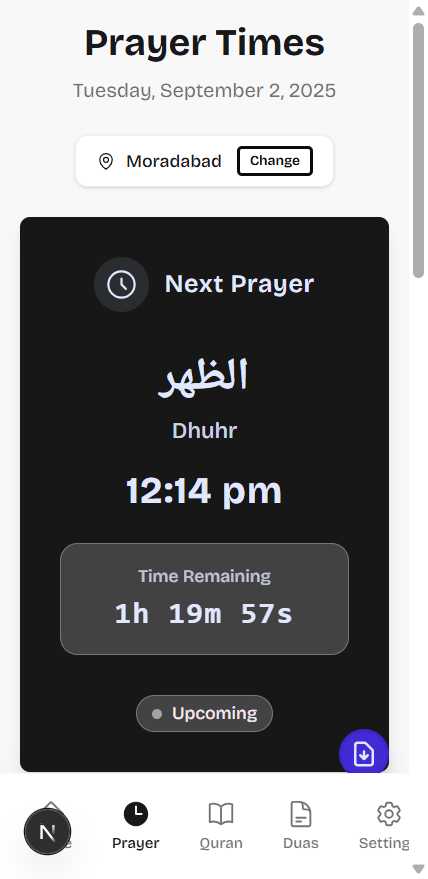 Prayer Times
Tuesday, September 2, 2025
Moradabad Change
Next Prayer
الظهر
Dhuhr
12:14 pm
Time Remaining
1h 19m 57s
Upcoming
N
Prayer Quran Duas Setting